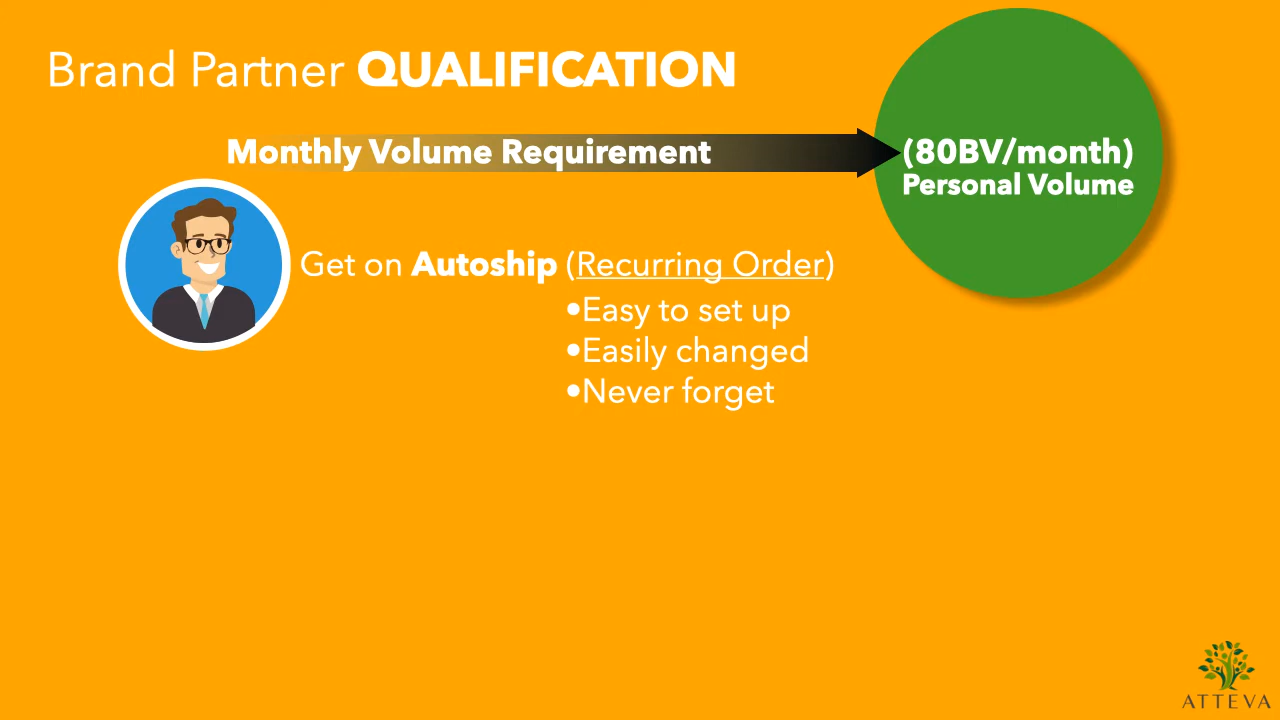 Brand Partner QUALIFICATION
Monthly Volume Requirement
(80BV/month)
Personal Volume
Get on Autoship (Recurring Order)
•Easy to set up
•Easily changed
•Never forget
ATTEVA